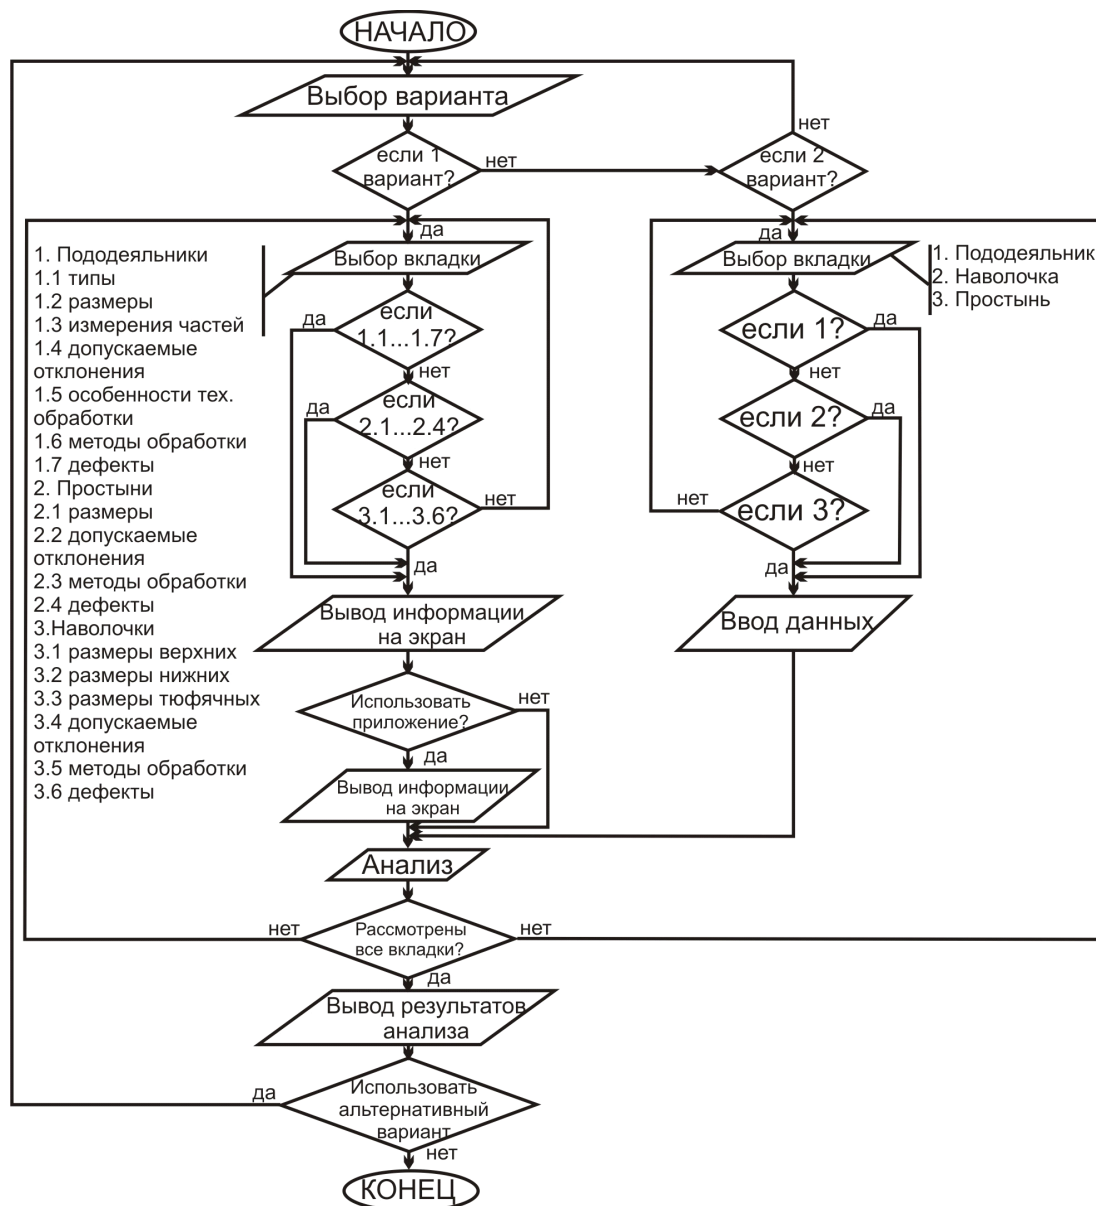 НАЧАЛО
Выбор варианта
если 1
вариант?
нет
если 2
вариант?
нет
да
да
1. Пододеяльники
1.1 типы
1.2 размеры
1.3 измерения частей
1.4 допускаемые
отклонения
1.5 особенности тех.
обработки
1.6 методы обработки
1.7 дефекты
2. Простыни
2.1 размеры
2.2 допускаемые
отклонения
2.3 методы обработки
2.4 дефекты
3.Наволочки
3.1 размеры верхних
3.2 размеры нижних
3.3 размеры тюфячных
3.4 допускаемые
отклонения
3.5 методы обработки
3.6 дефекты
Выбор вкладки
если
1.1...1.7?
да
нет
если
2.1...2.4?
да
нет
если
3.1...3.6?
нет
да
Вывод информации
на экран
Использовать
приложение?
нет
да
Вывод информации
на экран
Выбор вкладки
1. Пододеяльник
2. Наволочка
3. Простынь
если 1?
да
нет
если 2?
да
нет
если 3?
нет
да
Ввод данных
Анализ
Рассмотрены
все вкладки?
нет
нет
да
Вывод результатов
анализа
Использовать
альтернативный
вариант
да
нет
КОНЕЦ